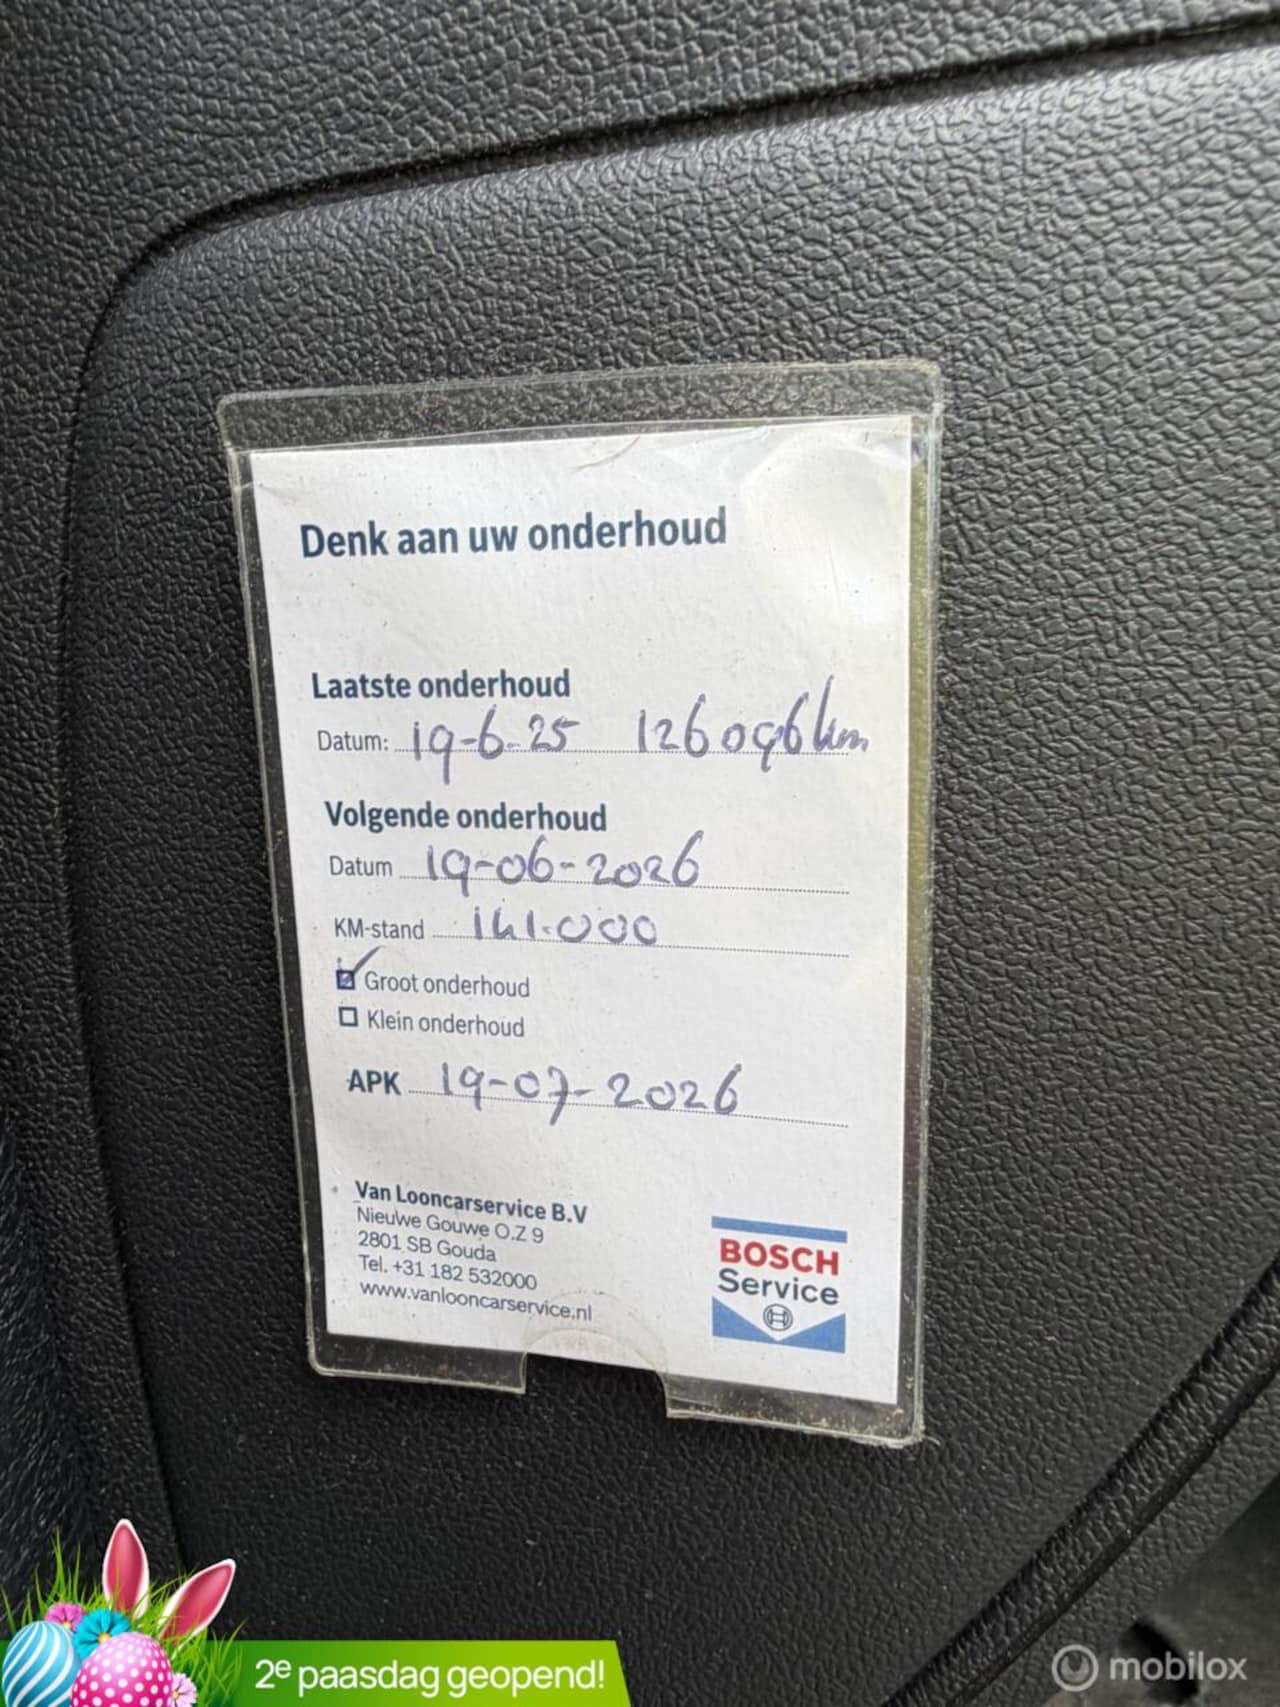 Denk aan uw onderhoud
Laatste onderhoud
Datum: 19-6-25 126096 km
Volgende onderhoud
Datum 19-06-2026
KM-stand 141.000
Groot onderhoud
Klein onderhoud
APK 19-07-2026
Van Looncarservice B.V
Nieuwe Gouwe O.Z 9
2801 SB Gouda
Tel. +31 182 532000
www.vanlooncarservice.nl
BOSCH
Service
2e paasdag geopend!
mobilox